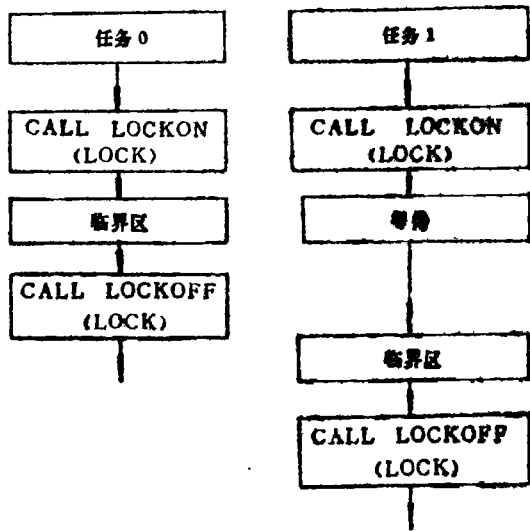 任务0
CALL LOCKON
(LOCK)
临界区
CALL LOCKOFF
(LOCK)
任务1
CALL LOCKON
(LOCK)
等待
临界区
CALL LOCKOFF
(LOCK)